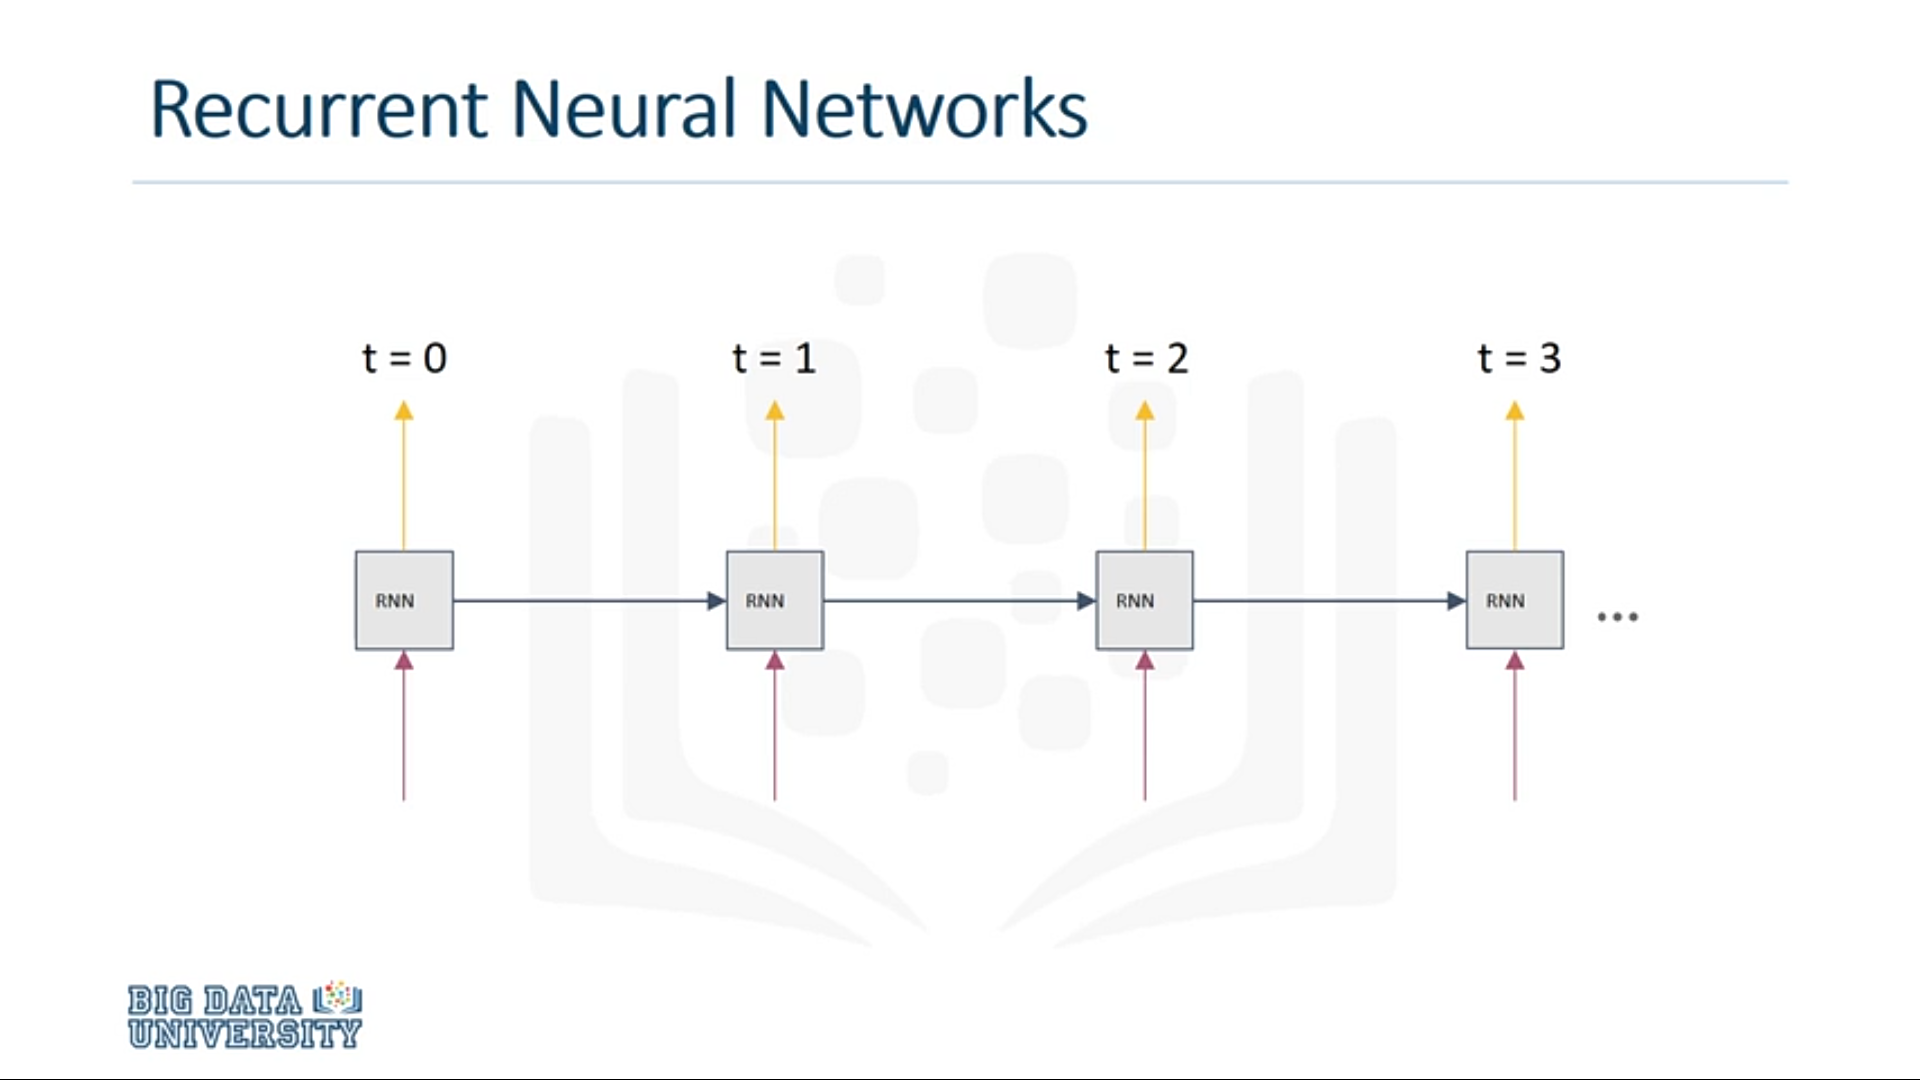 Recurrent Neural Networks
t = 0
t = 1
t = 2
t = 3
RNN
RNN
RNN
RNN
...
BIG DATA
UNIVERSITY